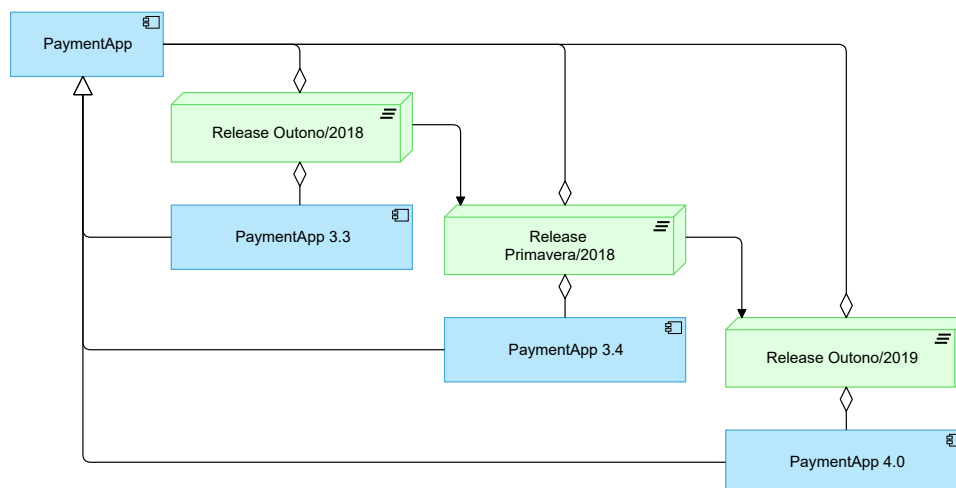 PaymentApp
Release Outono/2018
PaymentApp 3.3
Release
Primavera/2018
PaymentApp 3.4
Release Outono/2019
PaymentApp 4.0